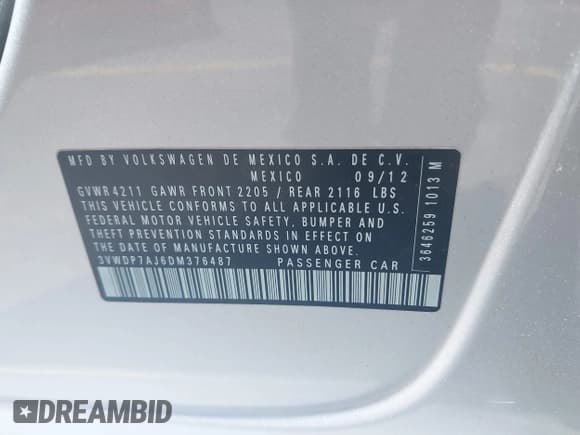 MFD BY VOLKSWAGEN DE MEXICO S.A. DE C.V.
MEXICO 09/12
GVWR 4211 GAWR FRONT 2205 / REAR 2116 LBS
THIS VEHICLE CONFORMS TO ALL APPLICABLE U.S.
FEDERAL MOTOR VEHICLE SAFETY, BUMPER AND
THEFT PREVENTION STANDARDS IN EFFECT ON
THE DATE OF MANUFACTURE SHOWN ABOVE.
3VWDP7AJ6DM376487 PASSENGER CAR
3646259 1013 M
DREAMBID